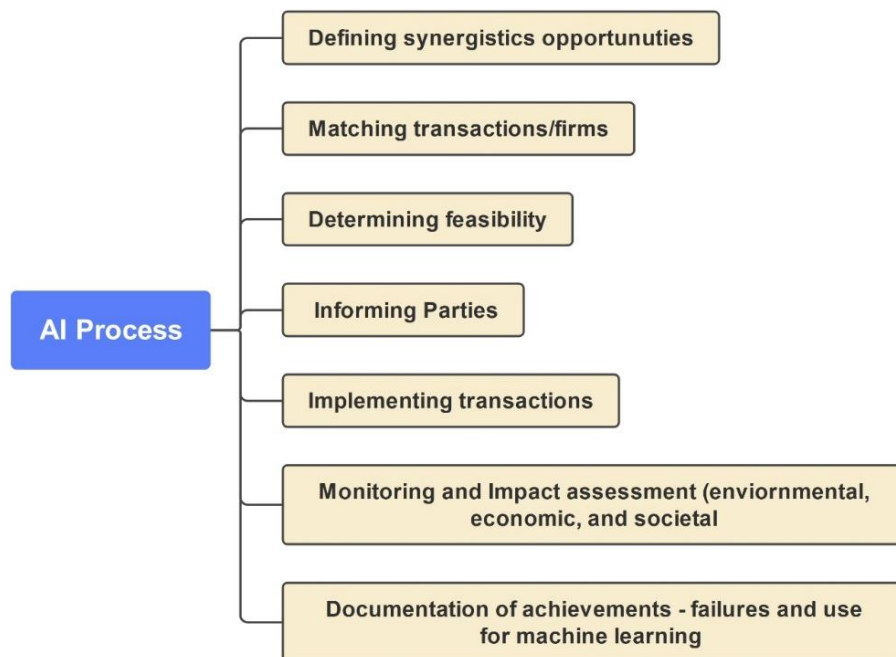 Defining synergistics opportunuties
Matching transactions/firms
Determining feasibility
Informing Parties
AI Process
Implementing transactions
Monitoring and Impact assessment (enviornmental,
economic, and societal
Documentation of achievements - failures and use
for machine learning